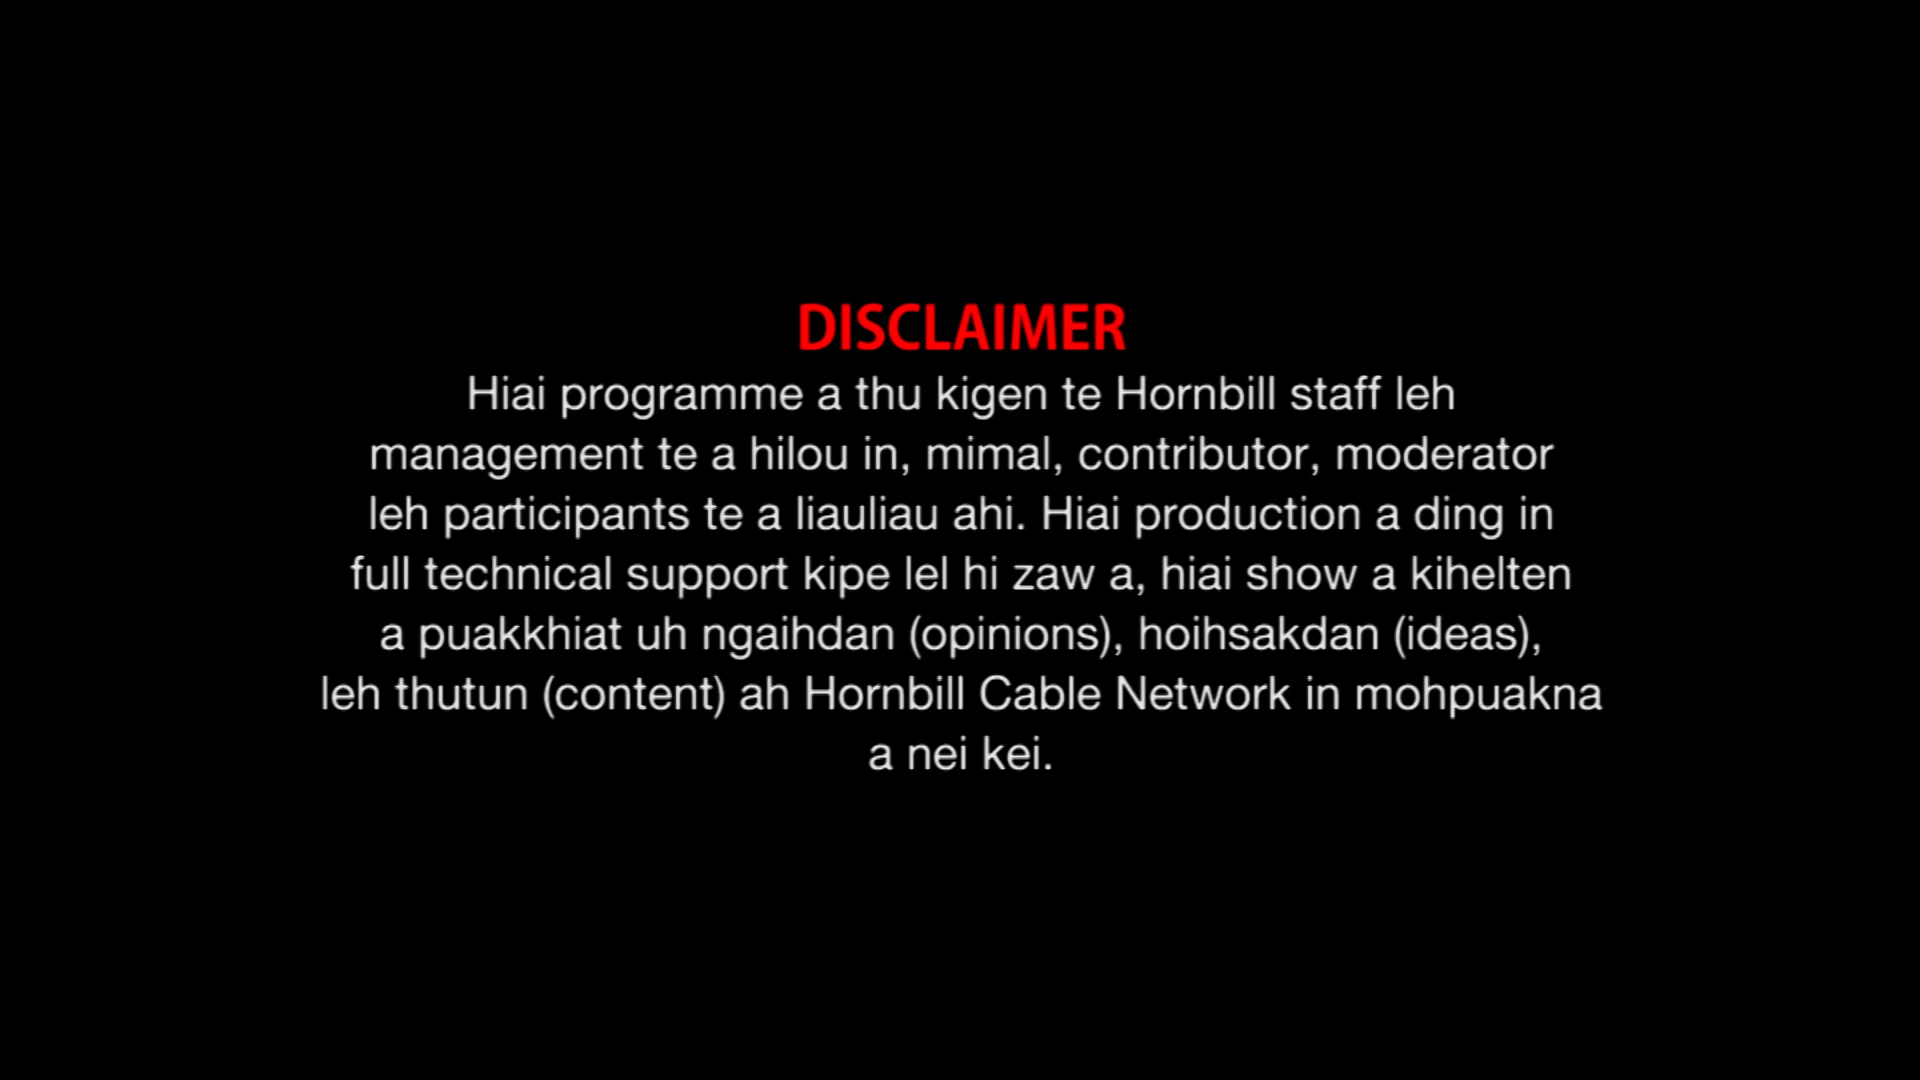 DISCLAIMER
Hiai programme a thu kigen te Hornbill staff leh
management te a hilou in, mimal, contributor, moderator
leh participants te a liauliau ahi. Hiai production a ding in
full technical support kipe lel hi zaw a, hiai show a kihelten
a puakkhiat uh ngaihdan (opinions), hoihsakdan (ideas),
leh thutun (content) ah Hornbill Cable Network in mohpuakna
a nei kei.